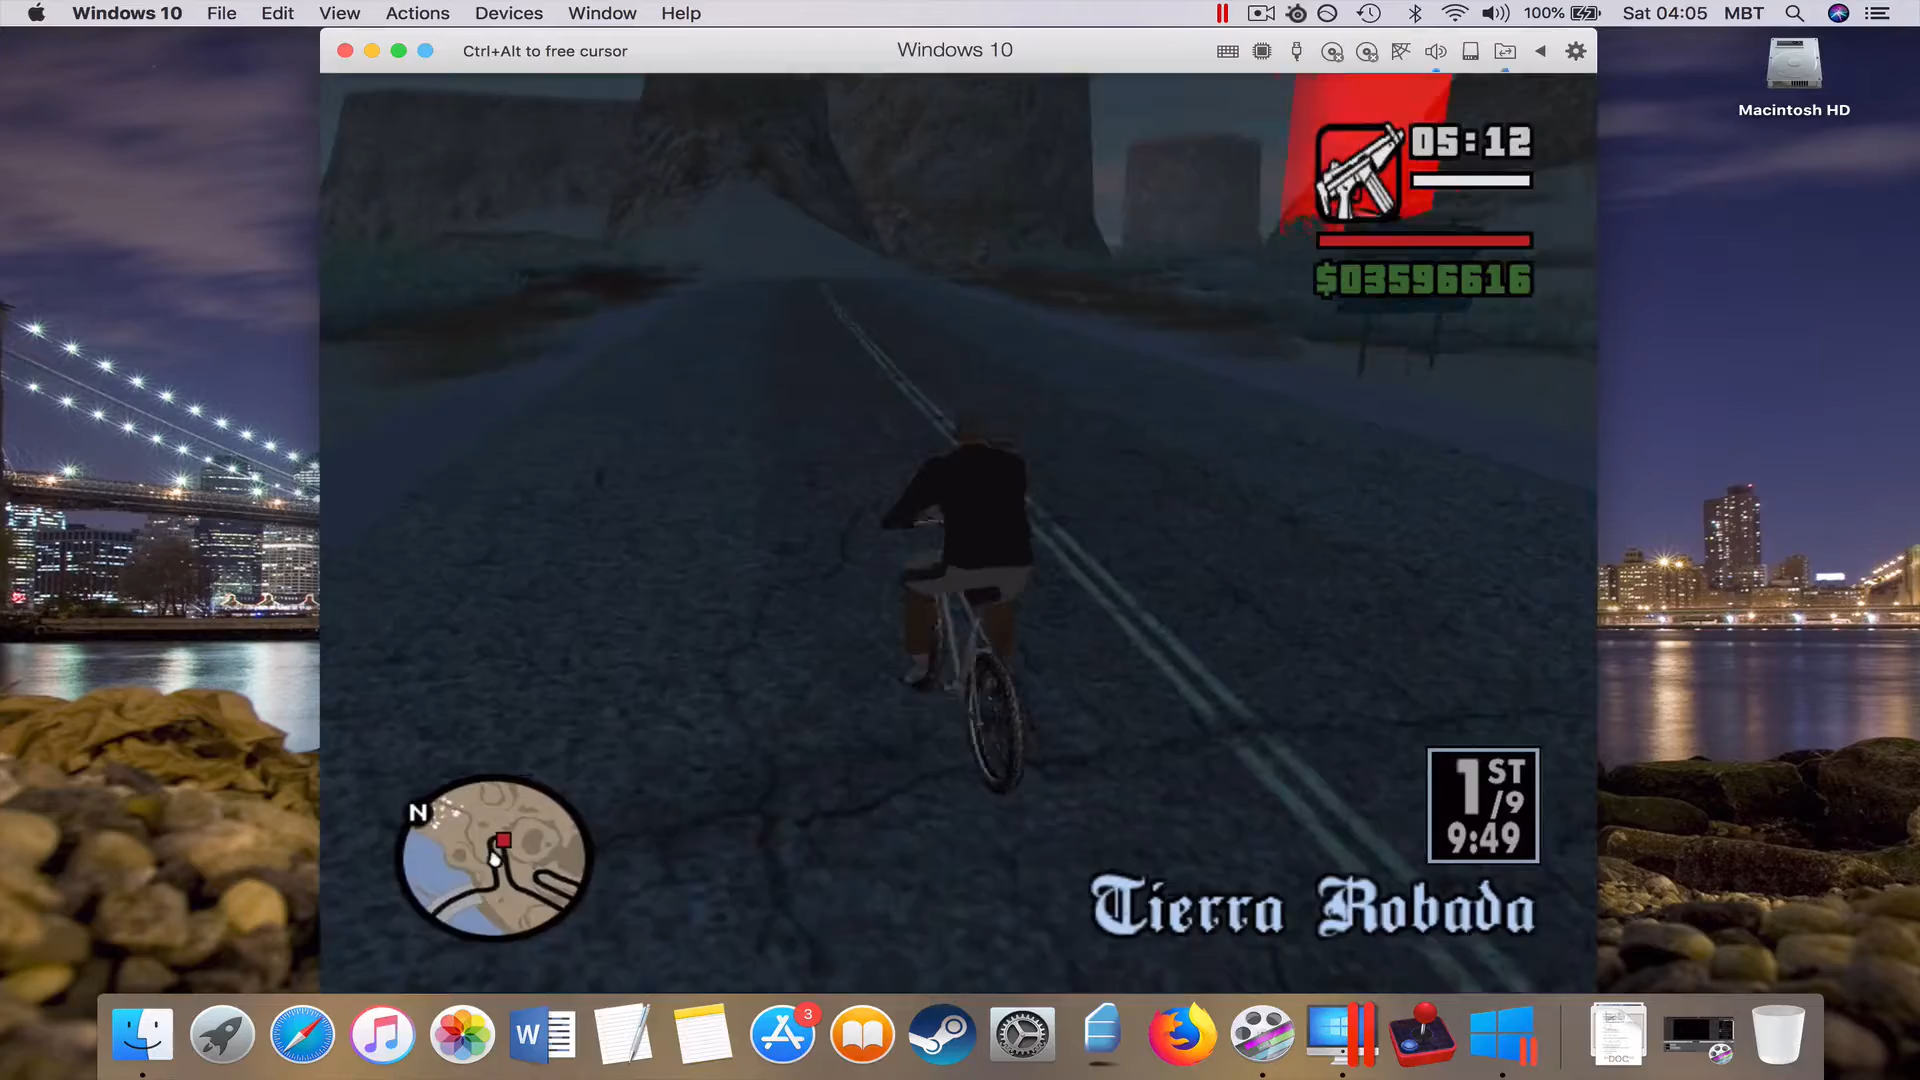 Windows 10 File Edit View Actions Devices Window Help 100% Sat 04:05 MBT
Ctrl+Alt to free cursor Windows 10
Macintosh HD
05:12
$03596616
N
1ST
/9
9:49
Tierra Robada
3
W
DOC